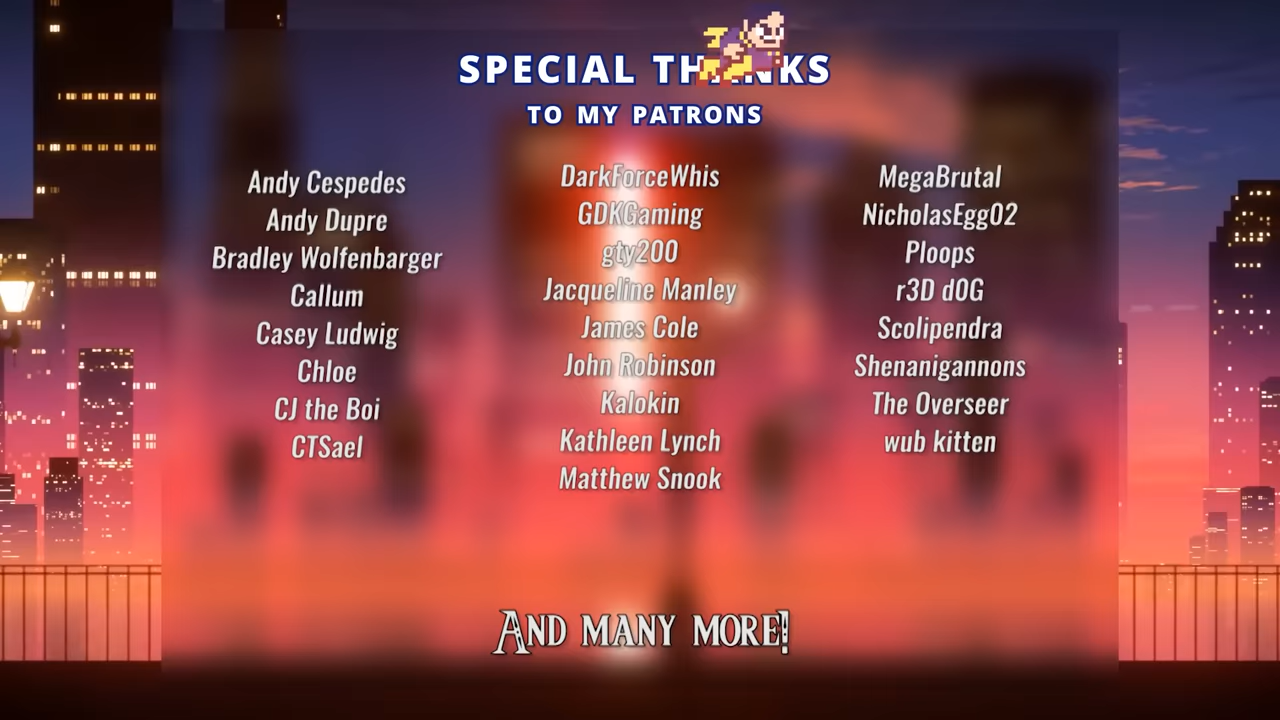 SPECIAL THANKS
TO MY PATRONS
Andy Cespedes
Andy Dupre
Bradley Wolfenbarger
Callum
Casey Ludwig
Chloe
CJ the Boi
CTSael
DarkForceWhis
GDKGaming
gty200
Jacqueline Manley
James Cole
John Robinson
Kalokin
Kathleen Lynch
Matthew Snook
MegaBrutal
NicholasEgg02
Ploops
r3D d0G
Scolipendra
Shenanigannons
The Overseer
wub kitten
AND MANY MORE!